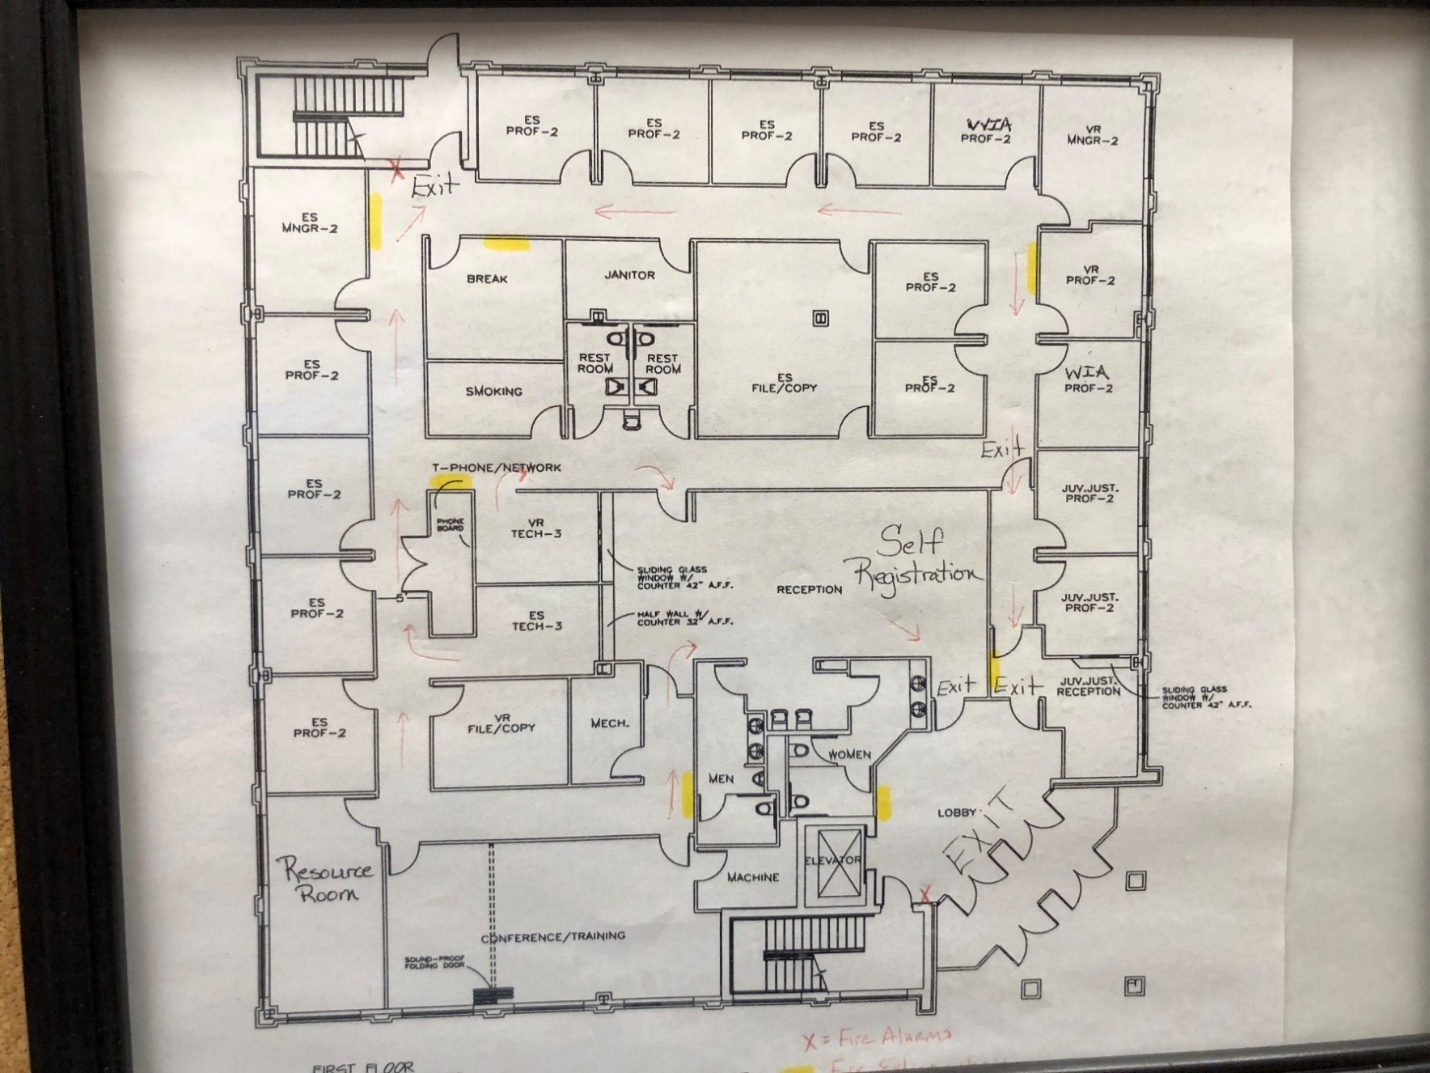 ES
PROF-2
ES
PROF-2
ES
PROF-2
ES
PROF-2
PROF-2
VR
MNGR-2
Exit
ES
MNGR-2
BREAK
JANITOR
ES
PROF-2
VR
PROF-2
ES
PROF-2
SMOKING
REST
ROOM
REST
ROOM
ES
FILE/COPY
ES
PROF-2
WIA
PROF-2
Exit
T-PHONE/NETWORK
ES
PROF-2
PHONE
BOARD
VR
TECH-3
JUV.JUST.
PROF-2
Self
Registration
SLIDING GLASS
WINDOW W/
COUNTER 42" A.F.F.
RECEPTION
5'
ES
PROF-2
ES
TECH-3
HALF WALL W/
COUNTER 32" A.F.F.
JUV.JUST.
PROF-2
Exit
Exit
JUV.JUST.
RECEPTION
SLIDING GLASS
WINDOW W/
COUNTER 42" A.F.F.
ES
PROF-2
VR
FILE/COPY
MECH.
MEN
WOMEN
LOBBY
EXIT
Resource
Room
MACHINE
ELEVATOR
X
CONFERENCE/TRAINING
SOUND-PROOF
FOLDING DOOR
X = Fire Alarms
FIRST FLOOR